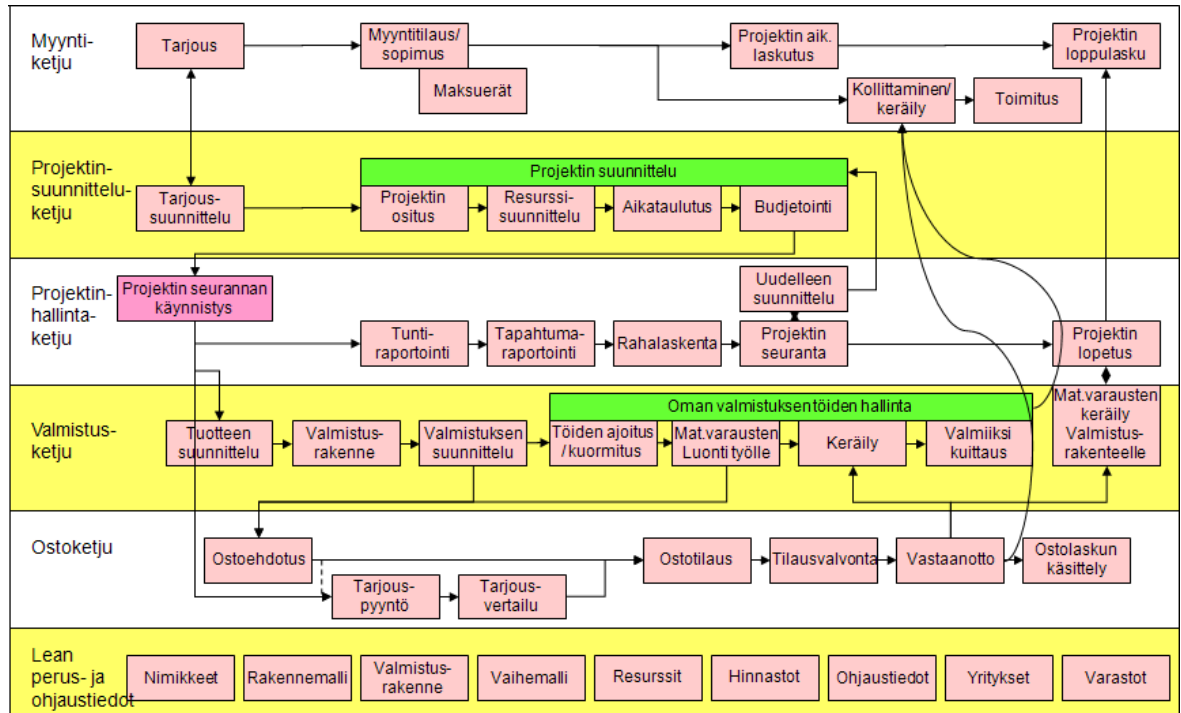 Myynti-
ketju
Tarjous
Myyntitilaus/
sopimus
Maksuerät
Projektin aik.
laskutus
Projektin
loppulasku
Kollittaminen/
keräily
Toimitus
Projektin-
suunnittelu-
ketju
Tarjous-
suunnittelu
Projektin suunnittelu
Projektin
ositus
Resurssi-
suunnittelu
Aikataulutus
Budjetointi
Projektin-
hallinta-
ketju
Projektin seurannan
käynnistys
Tunti-
raportointi
Tapahtuma-
raportointi
Rahalaskenta
Uudelleen
suunnittelu
Projektin
seuranta
Projektin
lopetus
Valmistus-
ketju
Tuotteen
suunnittelu
Valmistus-
rakenne
Valmistuksen
suunnittelu
Oman valmistuksen töiden hallinta
Töiden ajoitus
/ kuormitus
Mat.varausten
Luonti työlle
Keräily
Valmiiksi
kuittaus
Mat.varausten
keräily
Valmistus-
rakenteelle
Ostoketju
Ostoehdotus
Tarjous-
pyyntö
Tarjous-
vertailu
Ostotilaus
Tilausvalvonta
Vastaanotto
Ostolaskun
käsittely
Lean
perus- ja
ohjaustiedot
Nimikkeet
Rakennemalli
Valmistus-
rakenne
Vaihemalli
Resurssit
Hinnastot
Ohjaustiedot
Yritykset
Varastot